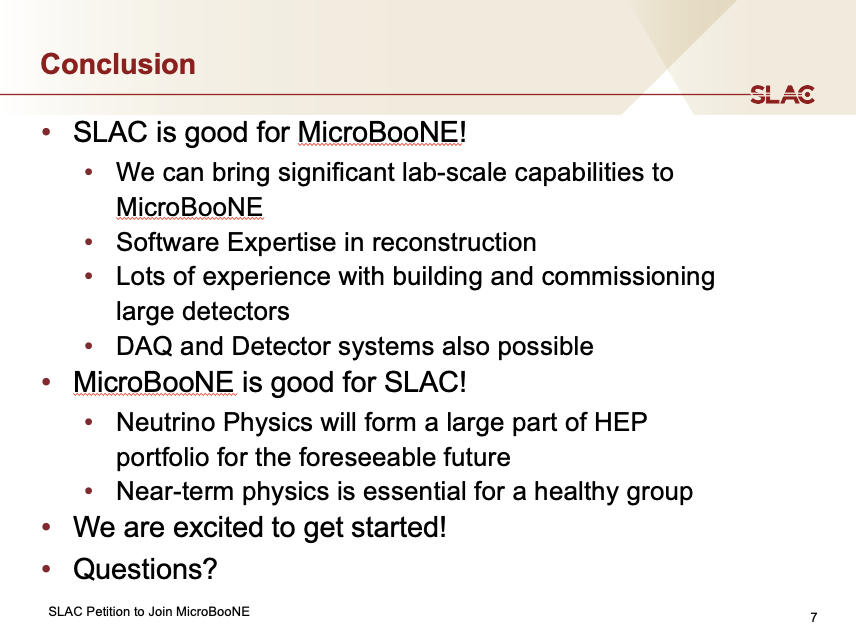 Conclusion
SLAC
• SLAC is good for MicroBooNE!
• We can bring significant lab-scale capabilities to
MicroBooNE
• Software Expertise in reconstruction
• Lots of experience with building and commissioning
large detectors
• DAQ and Detector systems also possible
• MicroBooNE is good for SLAC!
• Neutrino Physics will form a large part of HEP
portfolio for the foreseeable future
• Near-term physics is essential for a healthy group
• We are excited to get started!
• Questions?
SLAC Petition to Join MicroBooNE
7